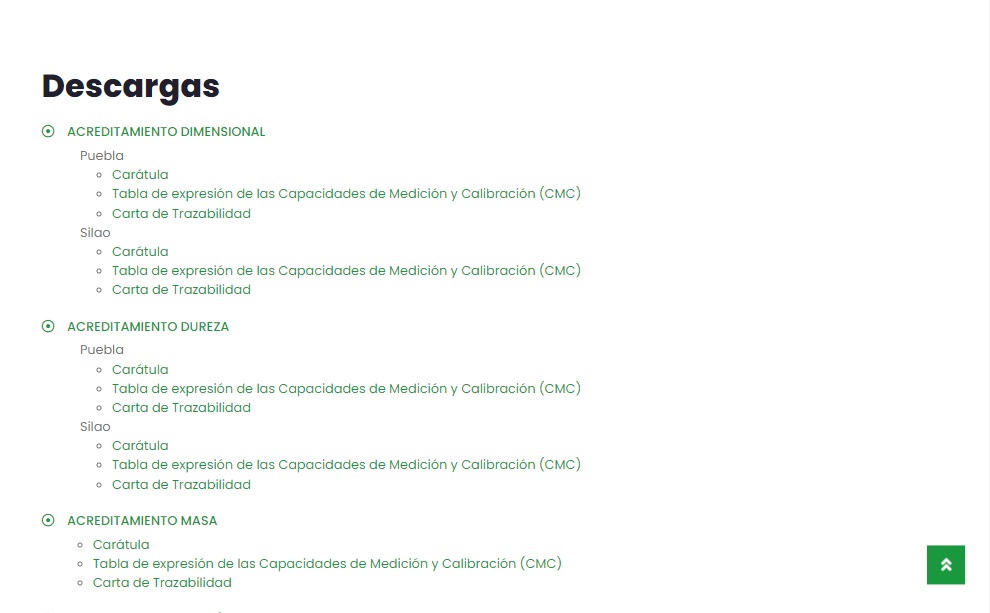 Descargas
ACREDITAMIENTO DIMENSIONAL
Puebla
Carátula
Tabla de expresión de las Capacidades de Medición y Calibración (CMC)
Carta de Trazabilidad
Silao
Carátula
Tabla de expresión de las Capacidades de Medición y Calibración (CMC)
Carta de Trazabilidad
ACREDITAMIENTO DUREZA
Puebla
Carátula
Tabla de expresión de las Capacidades de Medición y Calibración (CMC)
Carta de Trazabilidad
Silao
Carátula
Tabla de expresión de las Capacidades de Medición y Calibración (CMC)
Carta de Trazabilidad
ACREDITAMIENTO MASA
Carátula
Tabla de expresión de las Capacidades de Medición y Calibración (CMC)
Carta de Trazabilidad